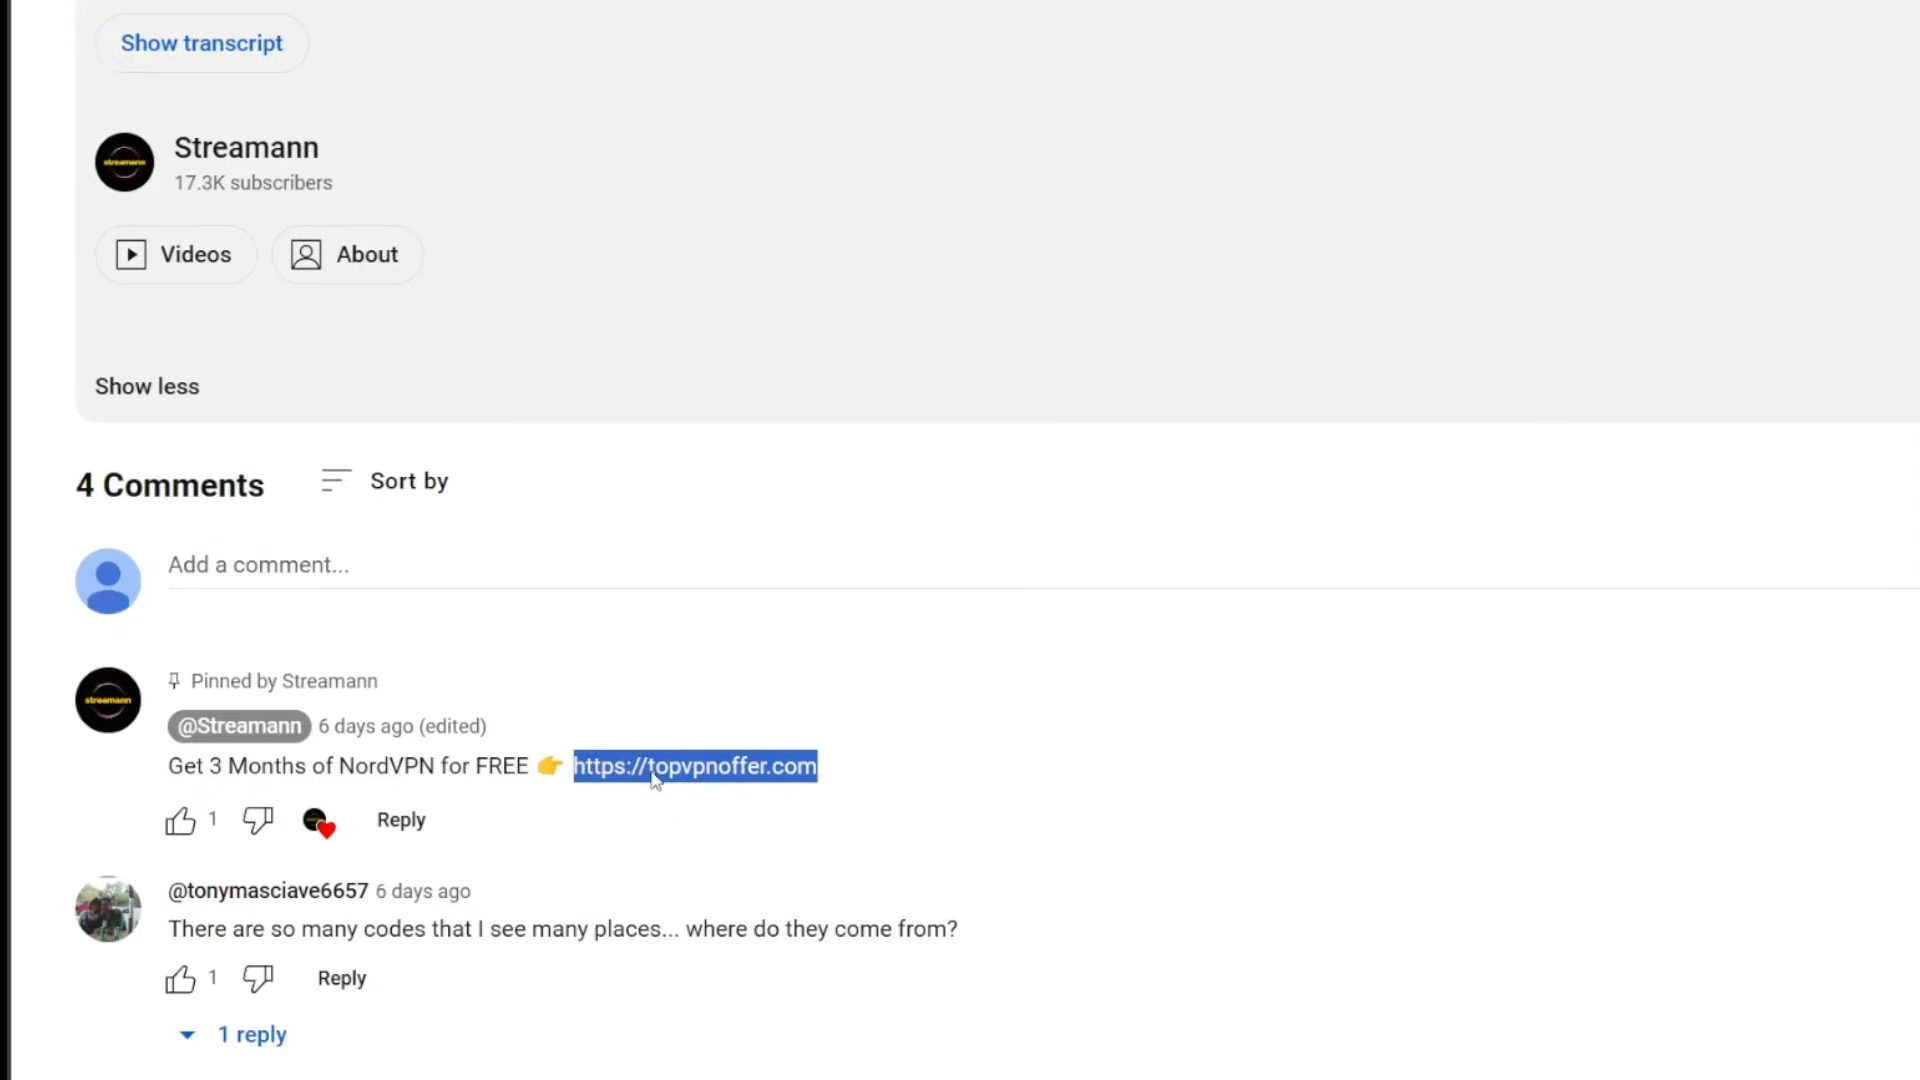 Show transcript
streamann
Streamann
17.3K subscribers
Videos
About
Show less
4 Comments
Sort by
Add a comment...
Pinned by Streamann
streamann
@Streamann 6 days ago (edited)
Get 3 Months of NordVPN for FREE 👉 https://topvpnoffer.com
1
Reply
@tonymasciave6657 6 days ago
There are so many codes that I see many places... where do they come from?
1
Reply
1 reply